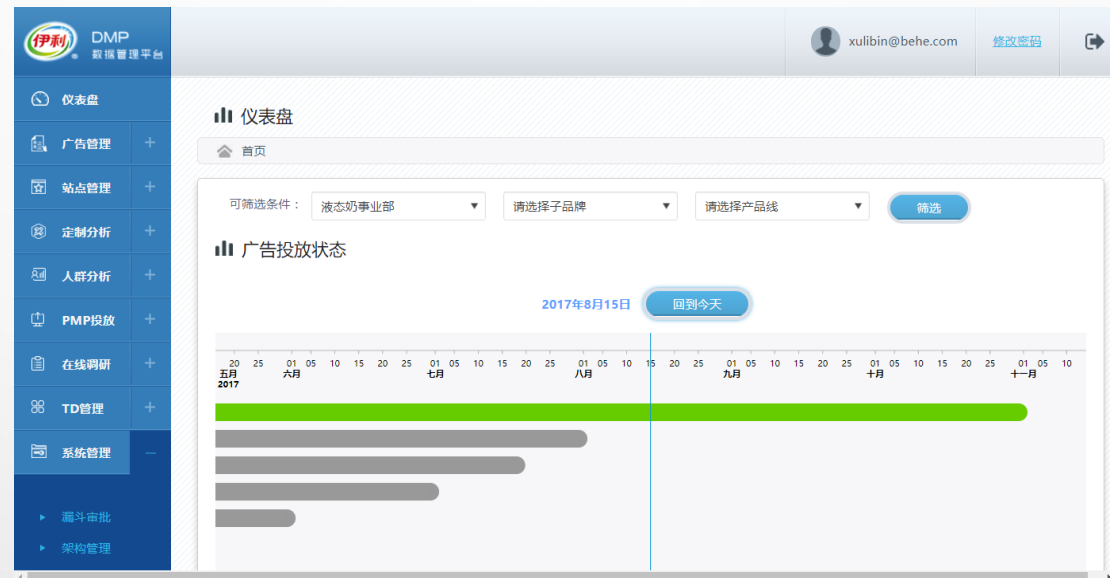 伊利
DMP
数据管理平台
xulibin@behe.com
修改密码
仪表盘
广告管理
站点管理
定制分析
人群分析
PMP投放
在线调研
TD管理
系统管理
漏斗审批
架构管理
仪表盘
首页
可筛选条件： 液态奶事业部 请选择子品牌 请选择产品线 筛选
广告投放状态
2017年8月15日 回到今天
20 25 01 05 10 15 20 25 01 05 10 15 20 25 01 05 10 15 20 25 01 05 10 15 20 25 01 05 10 15 20 25 01 05 10
五月 六月 七月 八月 九月 十月 十一月
2017